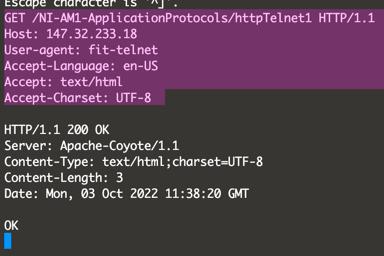 Escape character is '^]'.
GET /NI-AM1-ApplicationProtocols/httpTelnet1 HTTP/1.1
Host: 147.32.233.18
User-agent: fit-telnet
Accept-Language: en-US
Accept: text/html
Accept-Charset: UTF-8
HTTP/1.1 200 OK
Server: Apache-Coyote/1.1
Content-Type: text/html;charset=UTF-8
Content-Length: 3
Date: Mon, 03 Oct 2022 11:38:20 GMT
OK